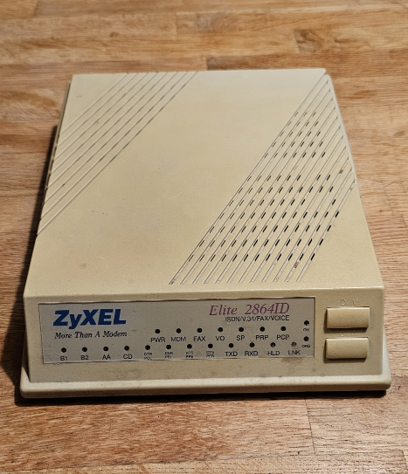 ZyXEL
More Than A Modem
Elite 2864ID
ISDN/V.34/FAX/VOICE
PWR MDM FAX VO SP PRP PCP
B1 B2 AA CD TXD RXD HLD LNK